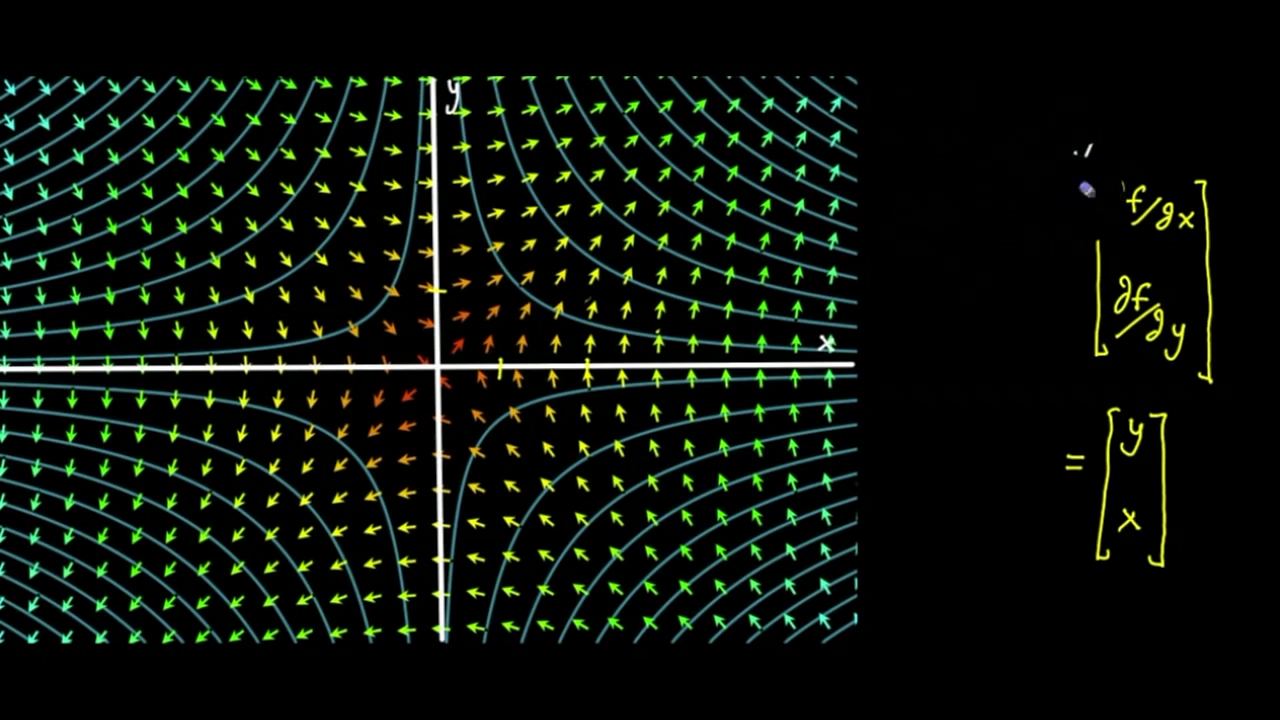 y
x
f/∂x
∂f/∂y
=
y
x